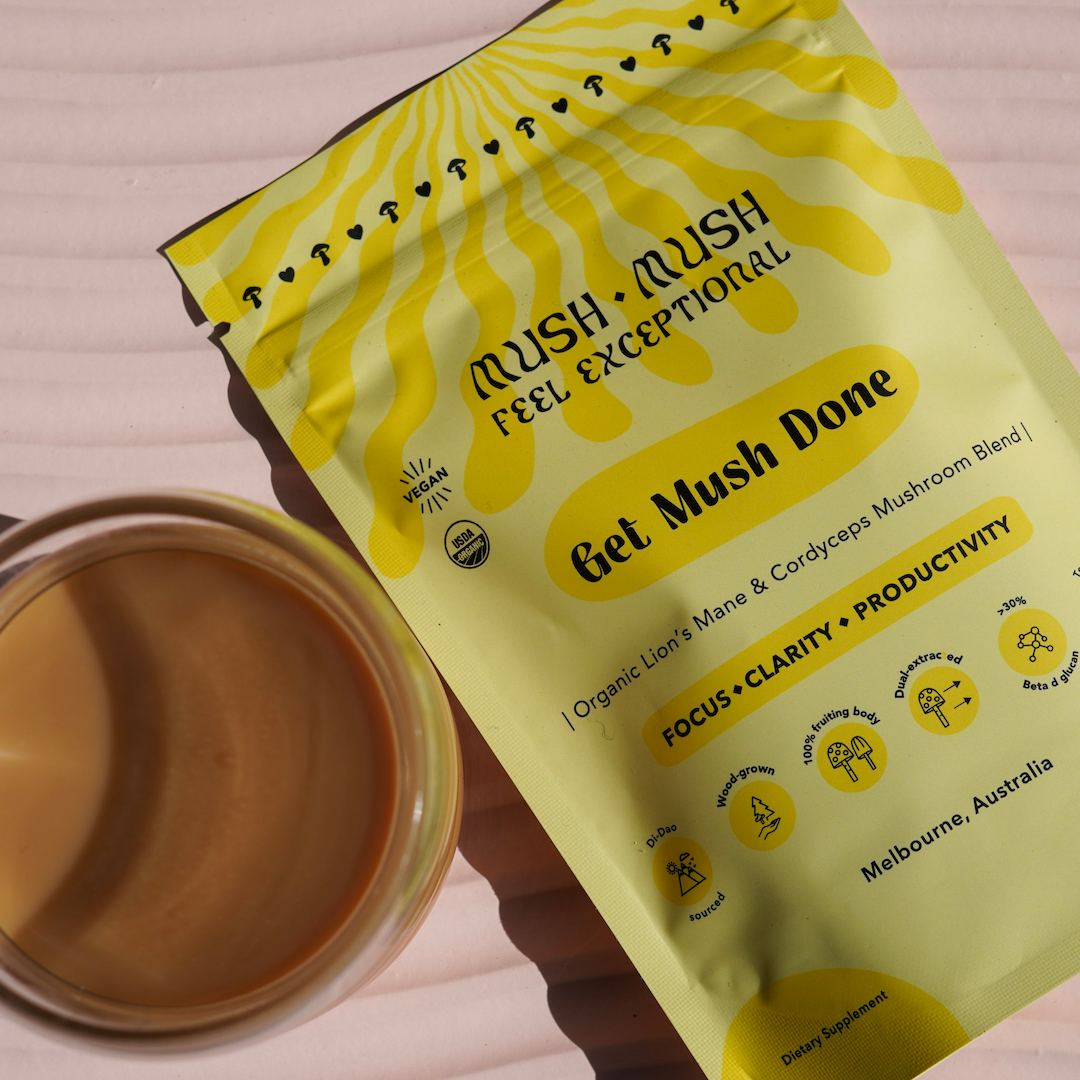 MUSH • MUSH
FEEL EXCEPTIONAL
VEGAN
USDA
ORGANIC
Get Mush Done
| Organic Lion's Mane & Cordyceps Mushroom Blend |
FOCUS • CLARITY • PRODUCTIVITY
Di-Dao
sourced
Wood-grown
100% fruiting body
Dual-extracted
>30%
Beta d glucan
Melbourne, Australia
Dietary Supplement